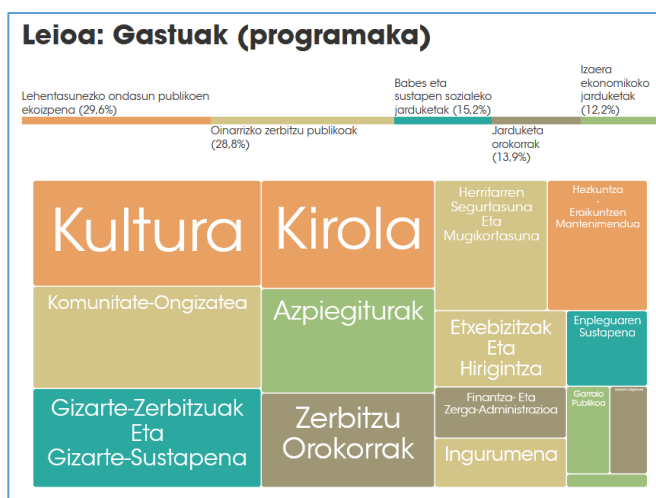 Leioa: Gastuak (programaka)
Lehentasunezko ondasun publikoen
ekoizpena (29,6%)
Oinarrizko zerbitzu publikoak
(28,8%)
Babes eta
sustapen sozialeko
jarduketak (15,2%)
Jarduketa
orokorrak
(13,9%)
Izaera
ekonomikoko
jarduketak
(12,2%)
Kultura
Kirola
Herritarren
Segurtasuna
Eta
Mugikortasuna
Hezkuntza
-
Eraikuntzen
Mantenimendua
Komunitate-Ongizatea
Azpiegiturak
Etxebizitzak
Eta
Hirigintza
Enpleguaren
Sustapena
Gizarte-Zerbitzuak
Eta
Gizarte-Sustapena
Zerbitzu
Orokorrak
Finantza- Eta
Zerga-Administrazioa
Ingurumena
Garraio
Publikoa